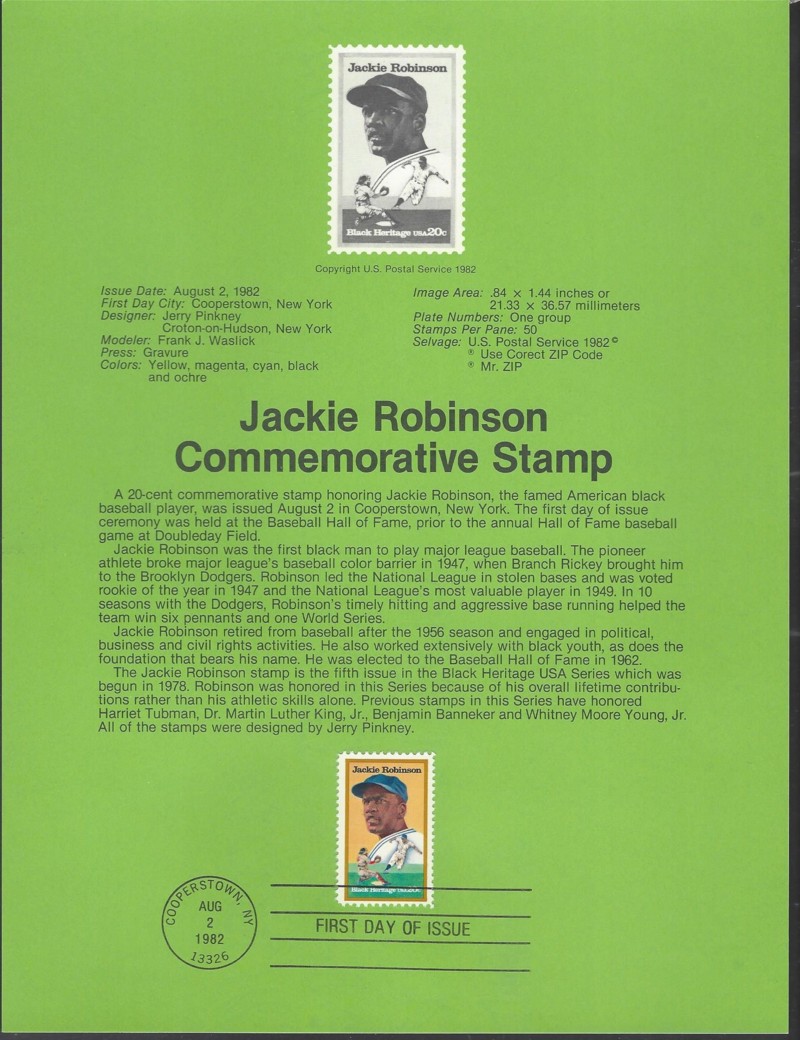 Jackie Robinson
Black Heritage USA 20c
Copyright U.S. Postal Service 1982
Issue Date: August 2, 1982
First Day City: Cooperstown, New York
Designer: Jerry Pinkney
Croton-on-Hudson, New York
Modeler: Frank J. Waslick
Press: Gravure
Colors: Yellow, magenta, cyan, black
and ochre
Image Area: .84 × 1.44 inches or
21.33 × 36.57 millimeters
Plate Numbers: One group
Stamps Per Pane: 50
Selvage: U.S. Postal Service 1982©
® Use Corect ZIP Code
® Mr. ZIP
Jackie Robinson
Commemorative Stamp
A 20-cent commemorative stamp honoring Jackie Robinson, the famed American black
baseball player, was issued August 2 in Cooperstown, New York. The first day of issue
ceremony was held at the Baseball Hall of Fame, prior to the annual Hall of Fame baseball
game at Doubleday Field.
Jackie Robinson was the first black man to play major league baseball. The pioneer
athlete broke major league's baseball color barrier in 1947, when Branch Rickey brought him
to the Brooklyn Dodgers. Robinson led the National League in stolen bases and was voted
rookie of the year in 1947 and the National League's most valuable player in 1949. In 10
seasons with the Dodgers, Robinson's timely hitting and aggressive base running helped the
team win six pennants and one World Series.
Jackie Robinson retired from baseball after the 1956 season and engaged in political,
business and civil rights activities. He also worked extensively with black youth, as does the
foundation that bears his name. He was elected to the Baseball Hall of Fame in 1962.
The Jackie Robinson stamp is the fifth issue in the Black Heritage USA Series which was
begun in 1978. Robinson was honored in this Series because of his overall lifetime contribu-
tions rather than his athletic skills alone. Previous stamps in this Series have honored
Harriet Tubman, Dr. Martin Luther King, Jr., Benjamin Banneker and Whitney Moore Young, Jr.
All of the stamps were designed by Jerry Pinkney.
Jackie Robinson
Black Heritage USA 20c
COOPERSTOWN, NY
AUG
2
1982
13326
FIRST DAY OF ISSUE